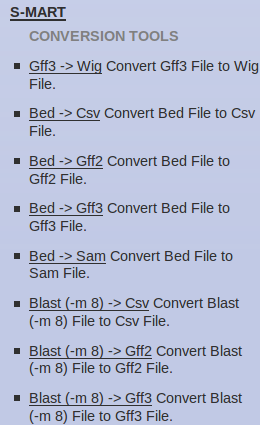 S-MART
CONVERSION TOOLS
Gff3 -> Wig Convert Gff3 File to Wig
File.
Bed -> Csv Convert Bed File to Csv
File.
Bed -> Gff2 Convert Bed File to
Gff2 File.
Bed -> Gff3 Convert Bed File to
Gff3 File.
Bed -> Sam Convert Bed File to
Sam File.
Blast (-m 8) -> Csv Convert Blast
(-m 8) File to Csv File.
Blast (-m 8) -> Gff2 Convert Blast
(-m 8) File to Gff2 File.
Blast (-m 8) -> Gff3 Convert Blast
(-m 8) File to Gff3 File.